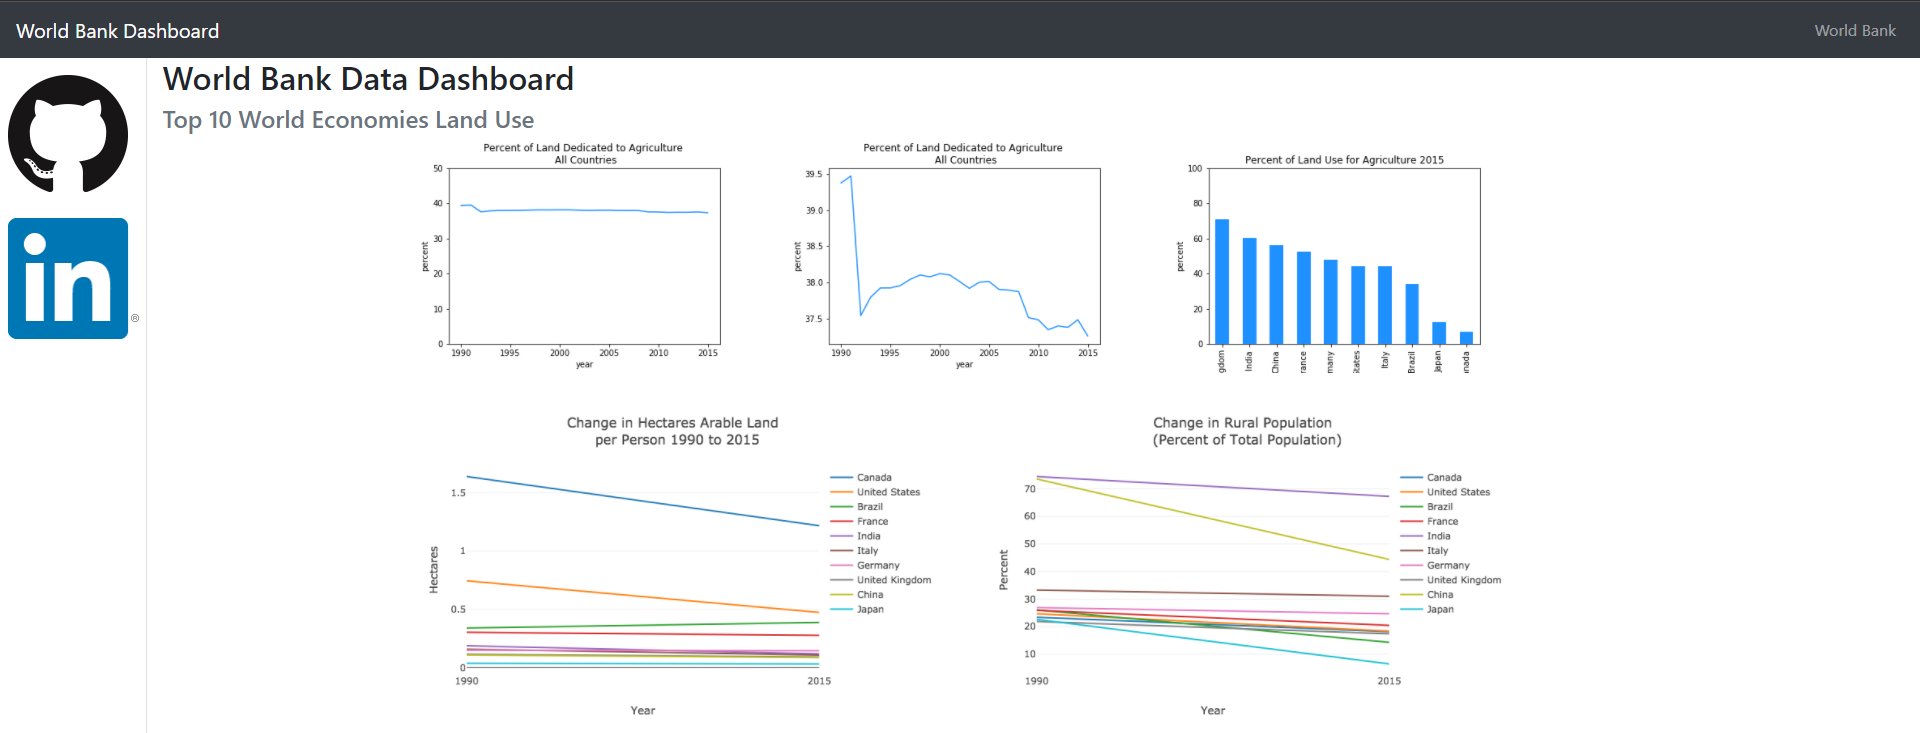 World Bank Dashboard
World Bank
World Bank Data Dashboard
Top 10 World Economies Land Use
in
®
Percent of Land Dedicated to Agriculture
All Countries
50
40
30
20
10
0
percent
1990 1995 2000 2005 2010 2015
year
Percent of Land Dedicated to Agriculture
All Countries
39.5
39.0
38.5
38.0
37.5
percent
1990 1995 2000 2005 2010 2015
year
Percent of Land Use for Agriculture 2015
100
80
60
40
20
0
percent
gdom
India
China
rance
many
States
Italy
Brazil
Japan
nada
Change in Hectares Arable Land
per Person 1990 to 2015
1.5
1
0.5
0
Hectares
1990 2015
Year
Canada
United States
Brazil
France
India
Italy
Germany
United Kingdom
China
Japan
Change in Rural Population
(Percent of Total Population)
70
60
50
40
30
20
10
Percent
1990 2015
Year
Canada
United States
Brazil
France
India
Italy
Germany
United Kingdom
China
Japan